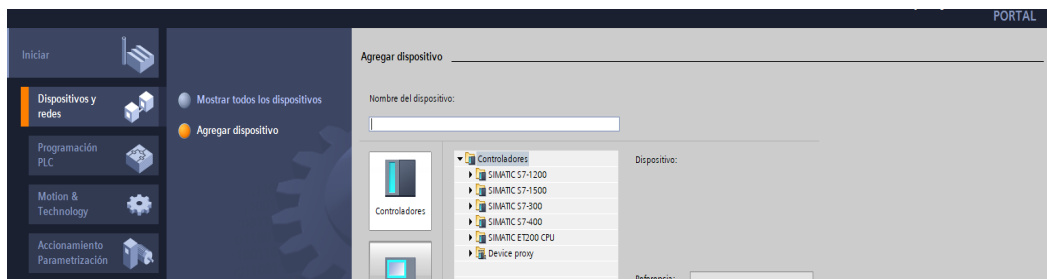 PORTAL
Iniciar
Dispositivos y
redes
Programación
PLC
Motion &
Technology
Accionamiento
Parametrización
Mostrar todos los dispositivos
Agregar dispositivo
Agregar dispositivo
Nombre del dispositivo:
Controladores
Controladores
SIMATIC S7-1200
SIMATIC S7-1500
SIMATIC S7-300
SIMATIC S7-400
SIMATIC ET200 CPU
Device proxy
Dispositivo:
Referencia: